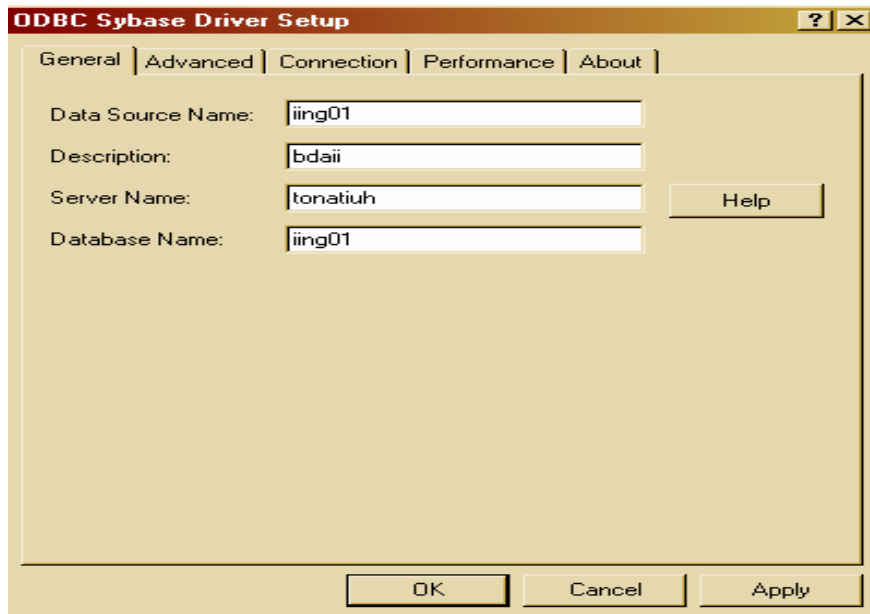 ODBC Sybase Driver Setup
General Advanced Connection Performance About
Data Source Name: iing01
Description: bdaii
Server Name: tonatiuh
Help
Database Name: iing01
OK Cancel Apply